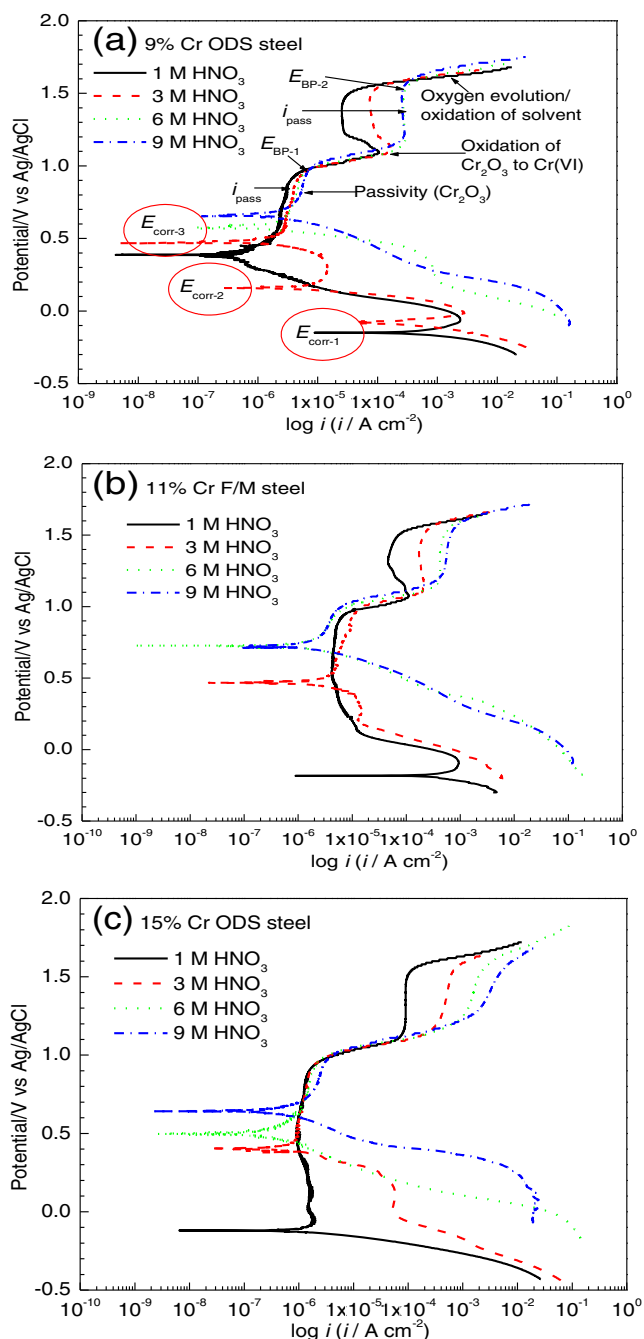 (a) 9% Cr ODS steel
1 M HNO₃
3 M HNO₃
6 M HNO₃
9 M HNO₃
E_BP-2
i_pass
Oxygen evolution/
oxidation of solvent
E_BP-1
Oxidation of
Cr₂O₃ to Cr(VI)
i_pass
Passivity (Cr₂O₃)
E_corr-3
E_corr-2
E_corr-1
Potential/V vs Ag/AgCl
2.0
1.5
1.0
0.5
0.0
-0.5
10⁻⁹ 10⁻⁸ 10⁻⁷ 10⁻⁶ 10⁻⁵ 1x10⁻⁵ 1x10⁻⁴ 10⁻³ 10⁻² 10⁻¹ 10⁰
log i (i / A cm⁻²)
(b) 11% Cr F/M steel
1 M HNO₃
3 M HNO₃
6 M HNO₃
9 M HNO₃
Potential/V vs Ag/AgCl
2.0
1.5
1.0
0.5
0.0
-0.5
10⁻¹⁰ 10⁻⁹ 10⁻⁸ 10⁻⁷ 10⁻⁶ 1x10⁻⁵ 1x10⁻⁴ 10⁻³ 10⁻² 10⁻¹ 10⁰
log i (i / A cm⁻²)
(c) 15% Cr ODS steel
1 M HNO₃
3 M HNO₃
6 M HNO₃
9 M HNO₃
Potential/V vs Ag/AgCl
2.0
1.5
1.0
0.5
0.0
-0.5
10⁻¹⁰ 10⁻⁹ 10⁻⁸ 10⁻⁷ 10⁻⁶ 1x10⁻⁵ 1x10⁻⁴ 10⁻³ 10⁻² 10⁻¹ 10⁰
log i (i / A cm⁻²)